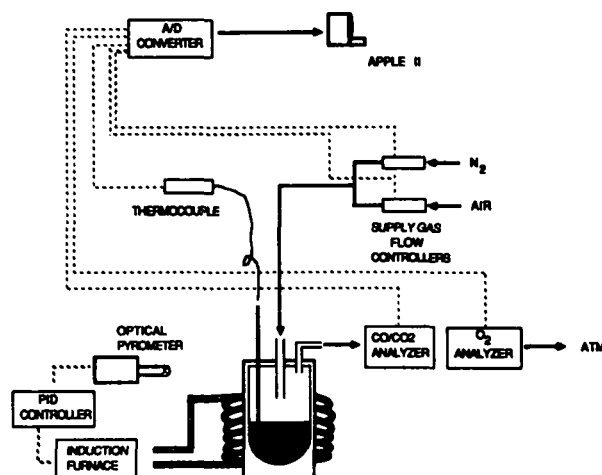 A/D
CONVERTER
APPLE II
N2
AIR
THERMOCOUPLE
SUPPLY GAS
FLOW
CONTROLLERS
OPTICAL
PYROMETER
CO/CO2
ANALYZER
O2
ANALYZER
ATM
PID
CONTROLLER
INDUCTION
FURNACE